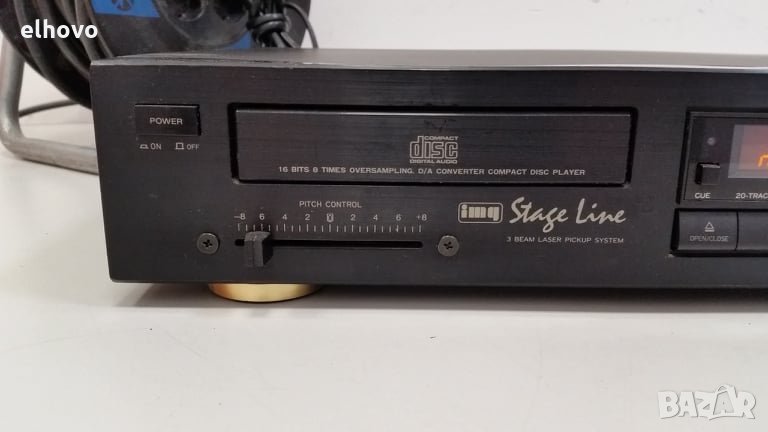 elhovo
POWER
ON OFF
COMPACT
disc
DIGITAL AUDIO
16 BITS 8 TIMES OVERSAMPLING, D/A CONVERTER COMPACT DISC PLAYER
PITCH CONTROL
-8 6 4 2 0 2 4 6 +8
img Stage Line
3 BEAM LASER PICKUP SYSTEM
CUE 20-TRAC
OPEN/CLOSE
BAZAR